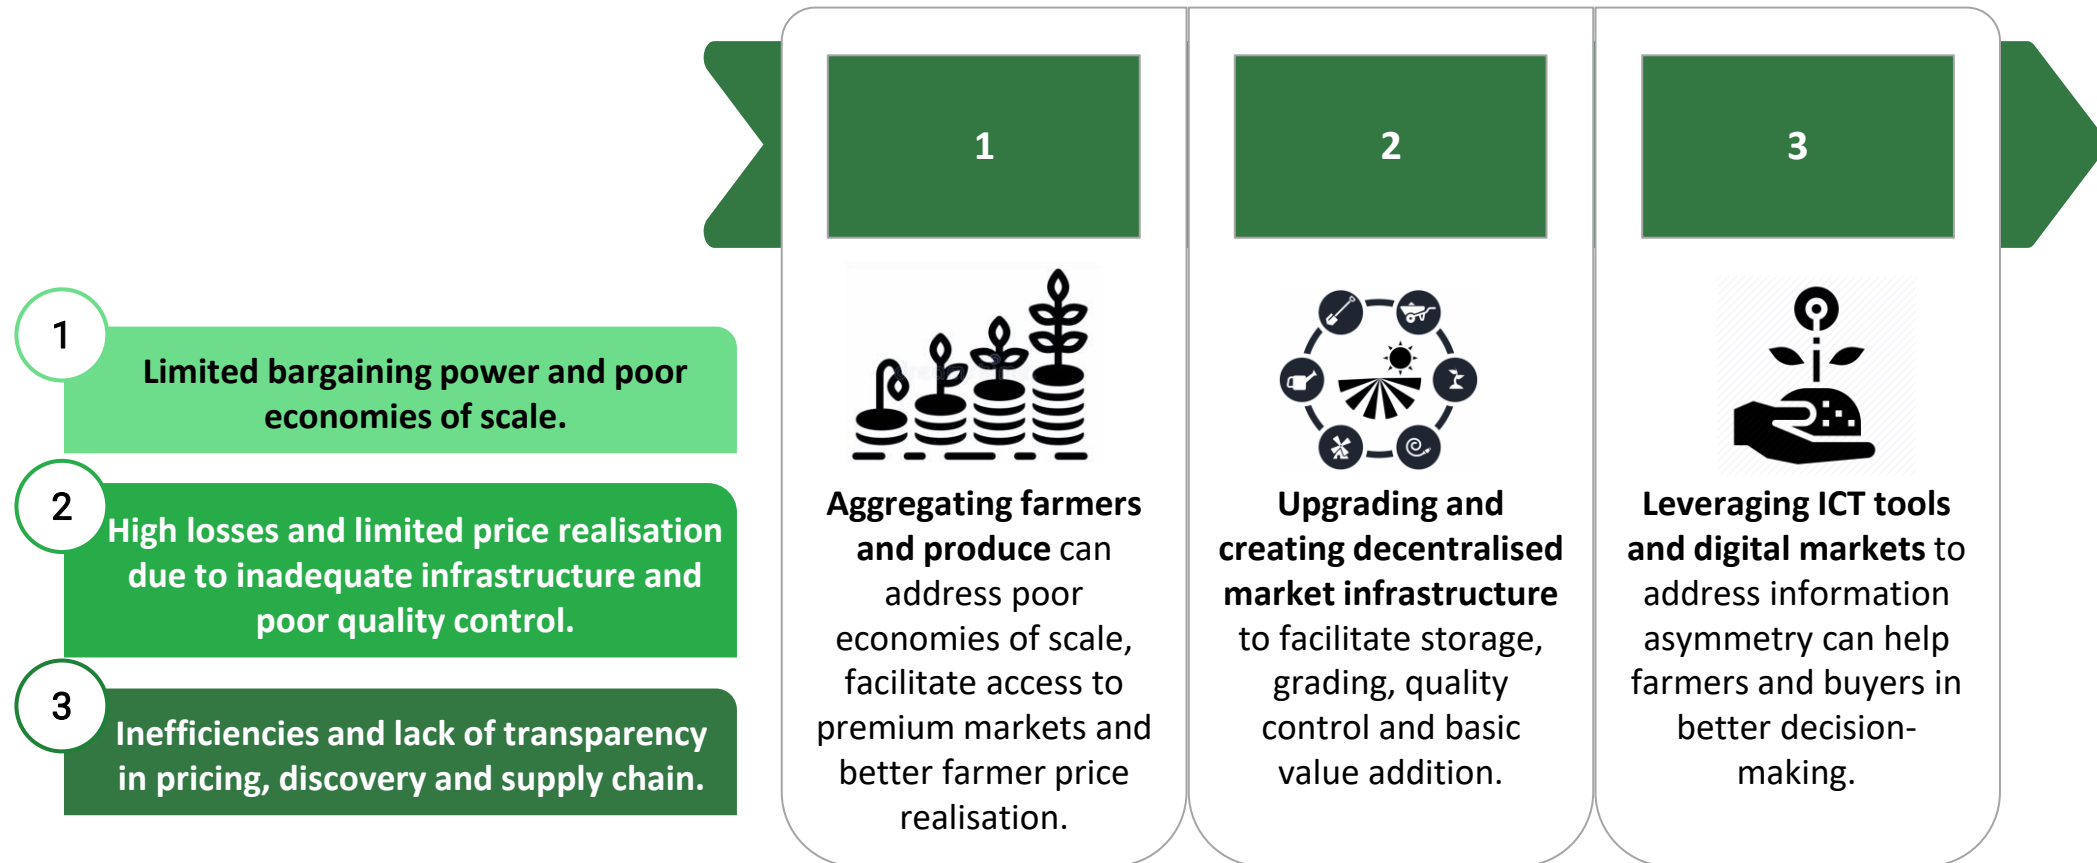 1
Limited bargaining power and poor
economies of scale.
2
High losses and limited price realisation
due to inadequate infrastructure and
poor quality control.
3
Inefficiencies and lack of transparency
in pricing, discovery and supply chain.
1
Aggregating farmers
and produce can
address poor
economies of scale,
facilitate access to
premium markets and
better farmer price
realisation.
2
Upgrading and
creating decentralised
market infrastructure
to facilitate storage,
grading, quality
control and basic
value addition.
3
Leveraging ICT tools
and digital markets to
address information
asymmetry can help
farmers and buyers in
better decision-
making.